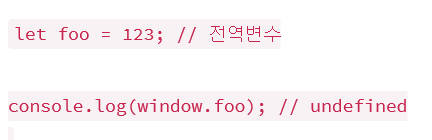 let foo = 123; // 전역변수
console.log(window.foo); // undefined